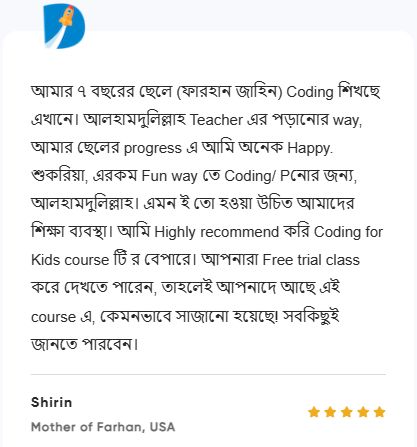 আমার ৭ বছরের ছেলে (ফারহান জাহিন) Coding শিখছে
এখানে। আলহামদুলিল্লাহ Teacher এর পড়ানোর way,
আমার ছেলের progress এ আমি অনেক Happy.
শুকরিয়া, এরকম Fun way তে Coding/ Pনোর জন্য,
আলহামদুলিল্লাহ। এমন ই তো হওয়া উচিত আমাদের
শিক্ষা ব্যবস্থা। আমি Highly recommend করি Coding for
Kids course টি র বেপারে। আপনারা Free trial class
করে দেখতে পারেন, তাহলেই আপনাদে আছে এই
course এ, কেমনভাবে সাজানো হয়েছে! সবকিছুই
জানতে পারবেন।
Shirin
Mother of Farhan, USA